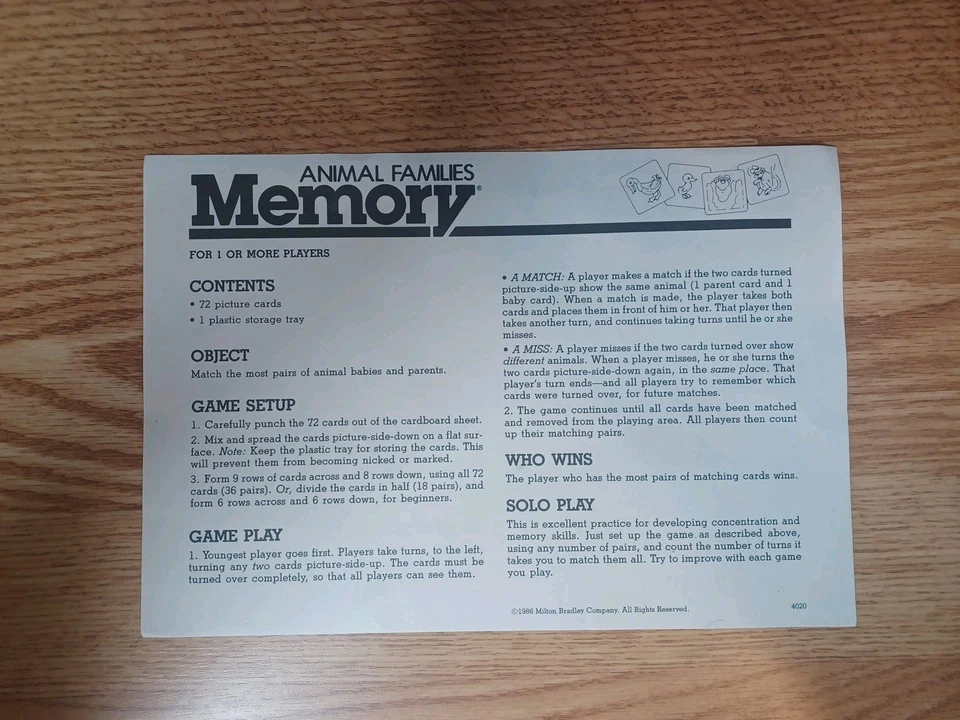 ANIMAL FAMILIES
Memory®
FOR 1 OR MORE PLAYERS
CONTENTS
• 72 picture cards
• 1 plastic storage tray
OBJECT
Match the most pairs of animal babies and parents.
GAME SETUP
1. Carefully punch the 72 cards out of the cardboard sheet.
2. Mix and spread the cards picture-side-down on a flat sur-
face. Note: Keep the plastic tray for storing the cards. This
will prevent them from becoming nicked or marked.
3. Form 9 rows of cards across and 8 rows down, using all 72
cards (36 pairs). Or, divide the cards in half (18 pairs), and
form 6 rows across and 6 rows down, for beginners.
GAME PLAY
1. Youngest player goes first. Players take turns, to the left,
turning any two cards picture-side-up. The cards must be
turned over completely, so that all players can see them.
• A MATCH: A player makes a match if the two cards turned
picture-side-up show the same animal (1 parent card and 1
baby card). When a match is made, the player takes both
cards and places them in front of him or her. That player then
takes another turn, and continues taking turns until he or she
misses.
• A MISS: A player misses if the two cards turned over show
different animals. When a player misses, he or she turns the
two cards picture-side-down again, in the same place. That
player's turn ends—and all players try to remember which
cards were turned over, for future matches.
2. The game continues until all cards have been matched
and removed from the playing area. All players then count
up their matching pairs.
WHO WINS
The player who has the most pairs of matching cards wins.
SOLO PLAY
This is excellent practice for developing concentration and
memory skills. Just set up the game as described above,
using any number of pairs, and count the number of turns it
takes you to match them all. Try to improve with each game
you play.
©1986 Milton Bradley Company. All Rights Reserved.
4020